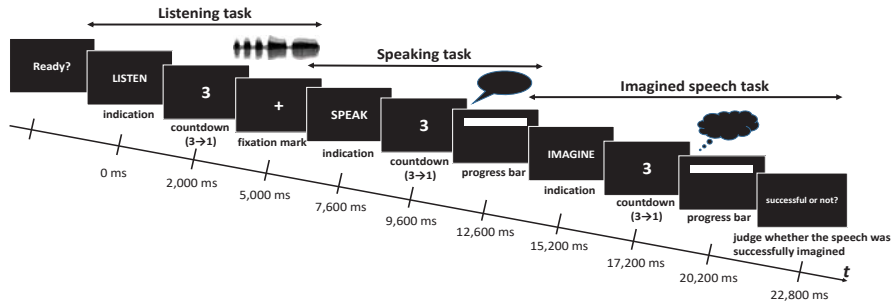 Listening task
Speaking task
Imagined speech task
Ready?
LISTEN
indication
3
countdown
(3→1)
+
fixation mark
SPEAK
indication
3
countdown
(3→1)
progress bar
IMAGINE
indication
3
countdown
(3→1)
progress bar
successful or not?
judge whether the speech was
successfully imagined
0 ms
2,000 ms
5,000 ms
7,600 ms
9,600 ms
12,600 ms
15,200 ms
17,200 ms
20,200 ms
22,800 ms
t